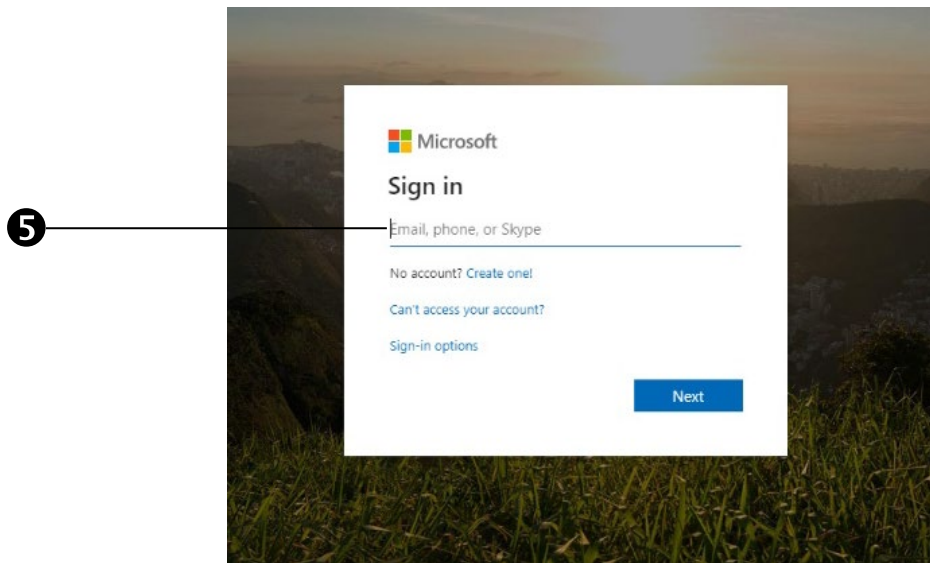 Microsoft
Sign in
5
Email, phone, or Skype
No account? Create one!
Can't access your account?
Sign-in options
Next